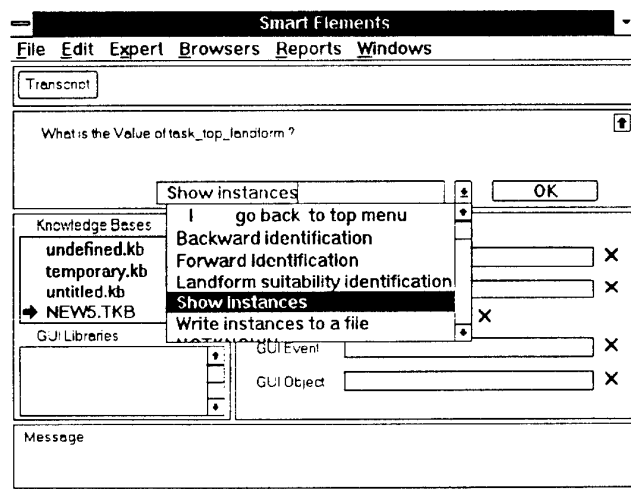 Smart Elements
File Edit Expert Browsers Reports Windows
Transcript
What is the Value of task_top_landform ?
Show instances
OK
I go back to top menu
Backward identification
Forward identification
Landform suitability identification
Show instances
Write instances to a file
NOTKNOWN
Knowledge Bases
undefined.kb
temporary.kb
untitled.kb
NEW5.TKB
GUI Libraries
GUI Event
GUI Object
Message